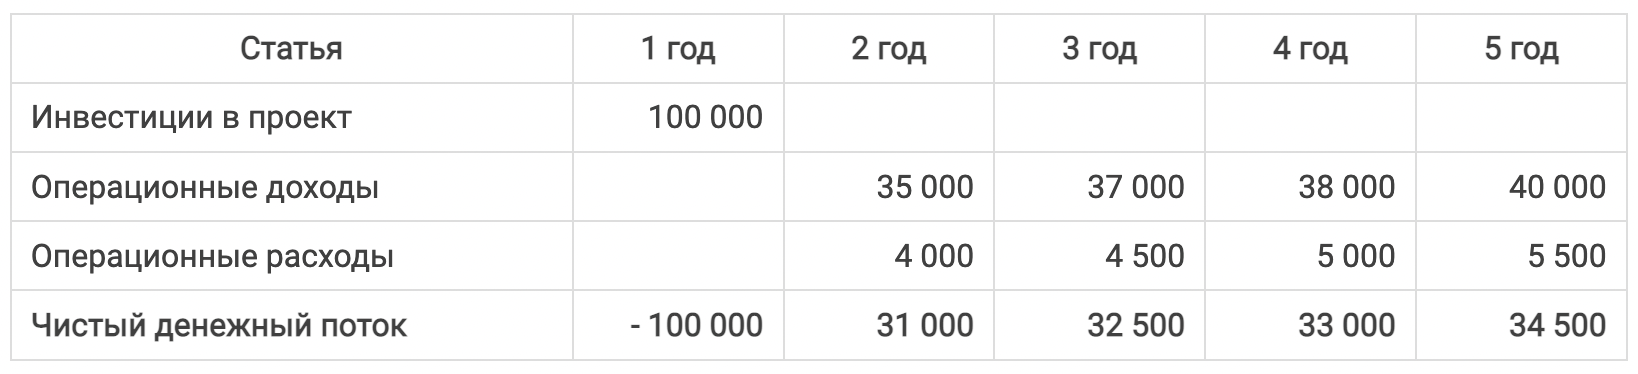 Статья 1 год 2 год 3 год 4 год 5 год
Инвестиции в проект 100 000
Операционные доходы 35 000 37 000 38 000 40 000
Операционные расходы 4 000 4 500 5 000 5 500
Чистый денежный поток - 100 000 31 000 32 500 33 000 34 500